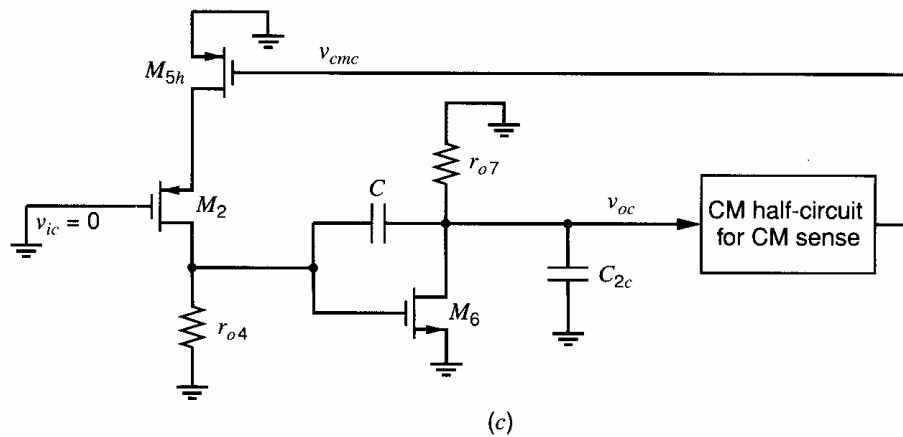 M5h
vcmc
ro7
C
M2
vic = 0
voc
CM half-circuit
for CM sense
C2c
M6
ro4
(c)